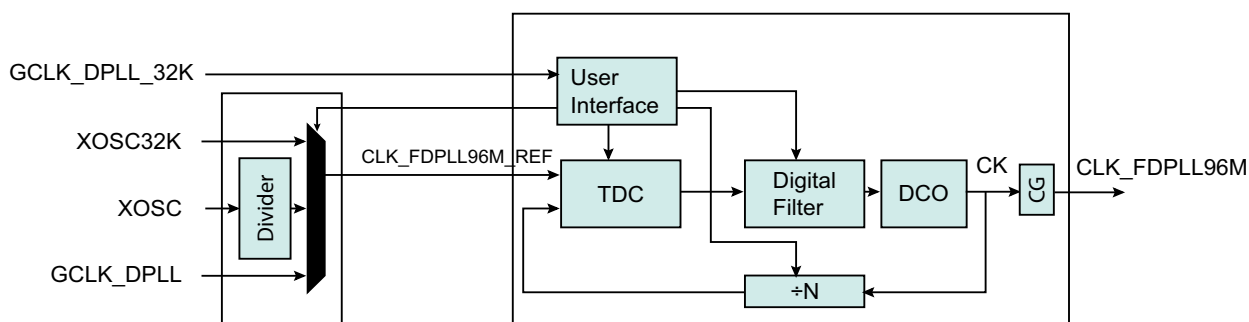 GCLK_DPLL_32K
User
Interface
XOSC32K
CLK_FDPLL96M_REF
XOSC
Divider
TDC
Digital
Filter
DCO
CK
CG
CLK_FDPLL96M
GCLK_DPLL
÷N